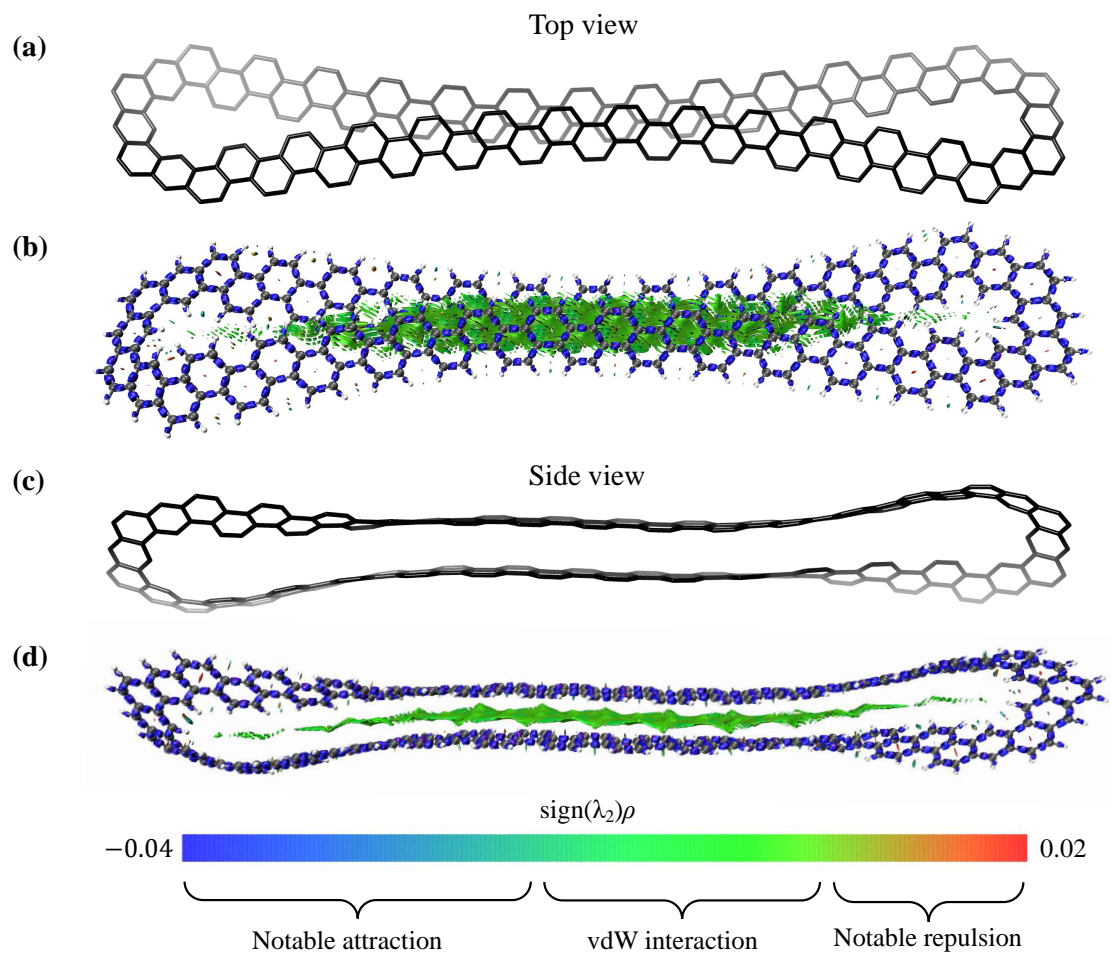 Top view
(a)
(b)
Side view
(c)
(d)
sign(λ₂)ρ
−0.04
0.02
Notable attraction
vdW interaction
Notable repulsion